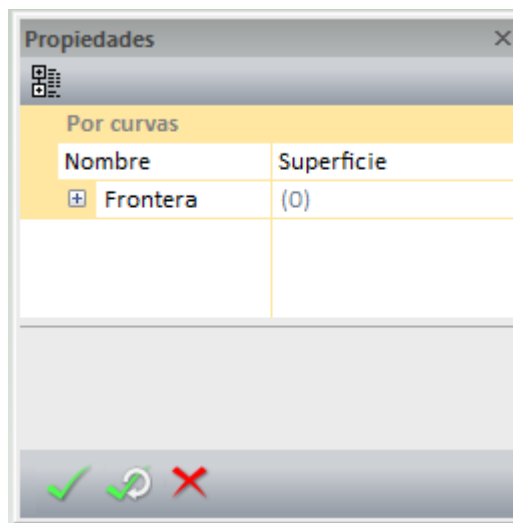 Propiedades
Por curvas
Nombre Superficie
Frontera (0)